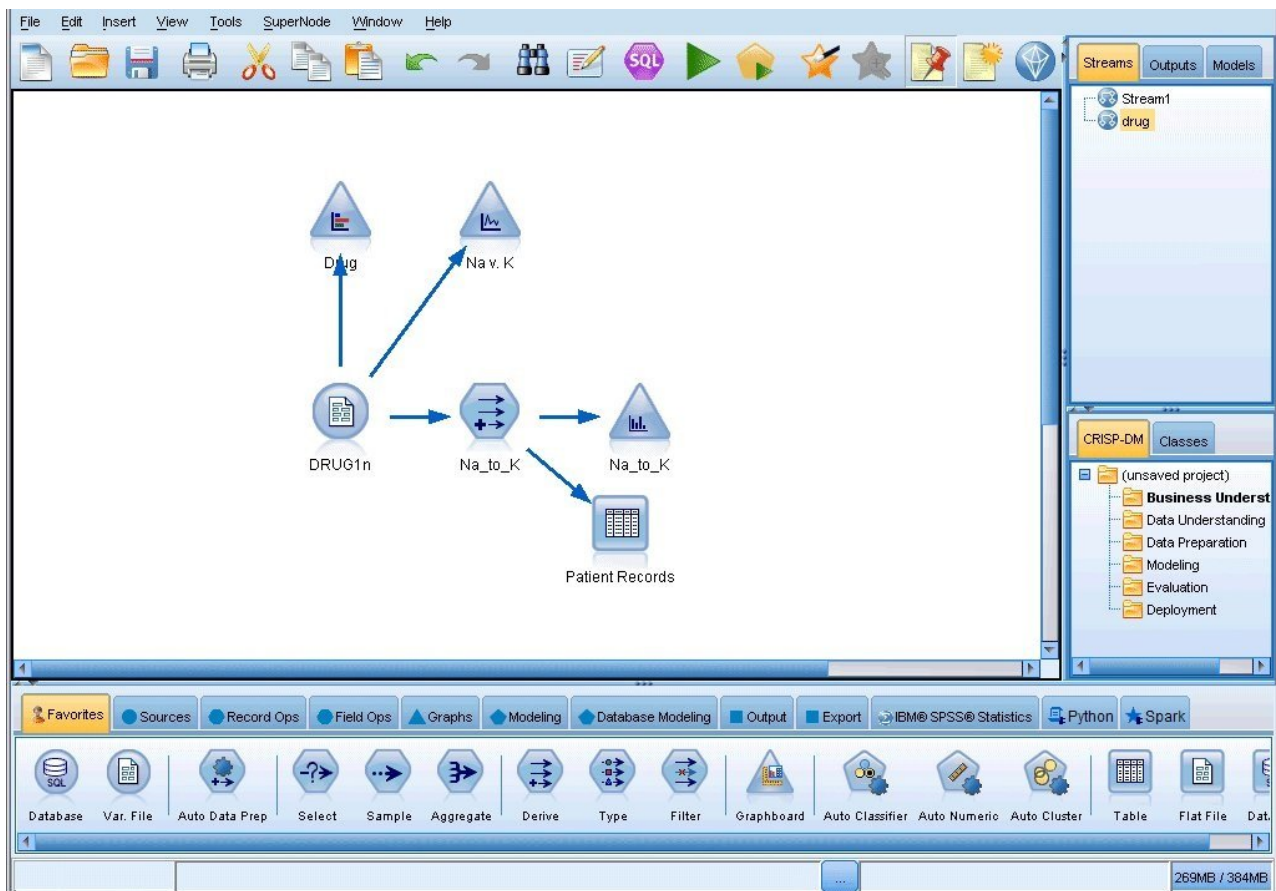 File Edit Insert View Tools SuperNode Window Help
SQL
Streams Outputs Models
Stream1
drug
Drug
Na v. K
DRUG1n
Na_to_K
Na_to_K
Patient Records
CRISP-DM Classes
(unsaved project)
Business Underst
Data Understanding
Data Preparation
Modeling
Evaluation
Deployment
Favorites Sources Record Ops Field Ops Graphs Modeling Database Modeling Output Export IBM® SPSS® Statistics Python Spark
SQL
Database Var. File Auto Data Prep Select Sample Aggregate Derive Type Filter Graphboard Auto Classifier Auto Numeric Auto Cluster Table Flat File Dat
...
269MB / 384MB